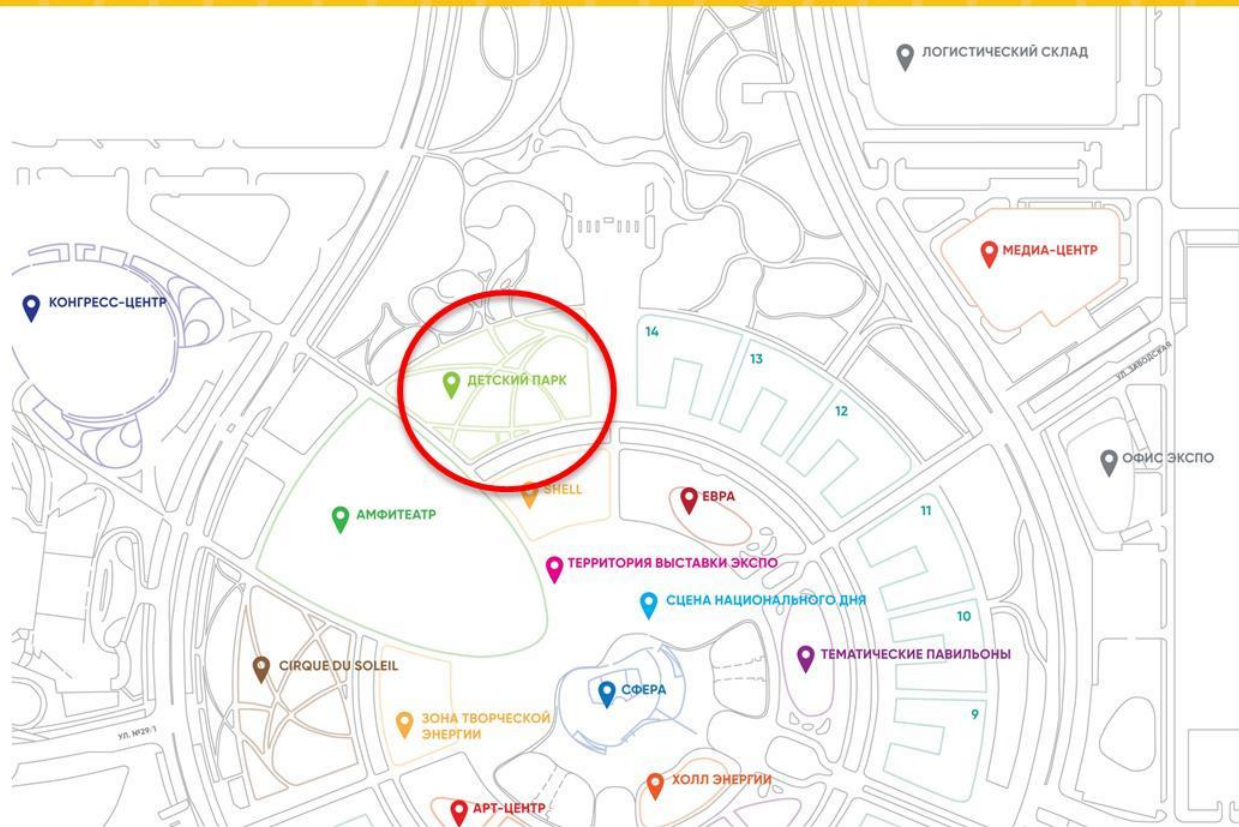 ЛОГИСТИЧЕСКИЙ СКЛАД
МЕДИА-ЦЕНТР
КОНГРЕСС-ЦЕНТР
14
13
УЛ. ЗАВОДСКАЯ
ДЕТСКИЙ ПАРК
12
ОФИС ЭКСПО
SHELL
ЕВРА
11
АМФИТЕАТР
ТЕРРИТОРИЯ ВЫСТАВКИ ЭКСПО
СЦЕНА НАЦИОНАЛЬНОГО ДНЯ
10
ТЕМАТИЧЕСКИЕ ПАВИЛЬОНЫ
CIRQUE DU SOLEIL
СФЕРА
9
ЗОНА ТВОРЧЕСКОЙ
ЭНЕРГИИ
УЛ. №29/1
ХОЛЛ ЭНЕРГИИ
АРТ-ЦЕНТР